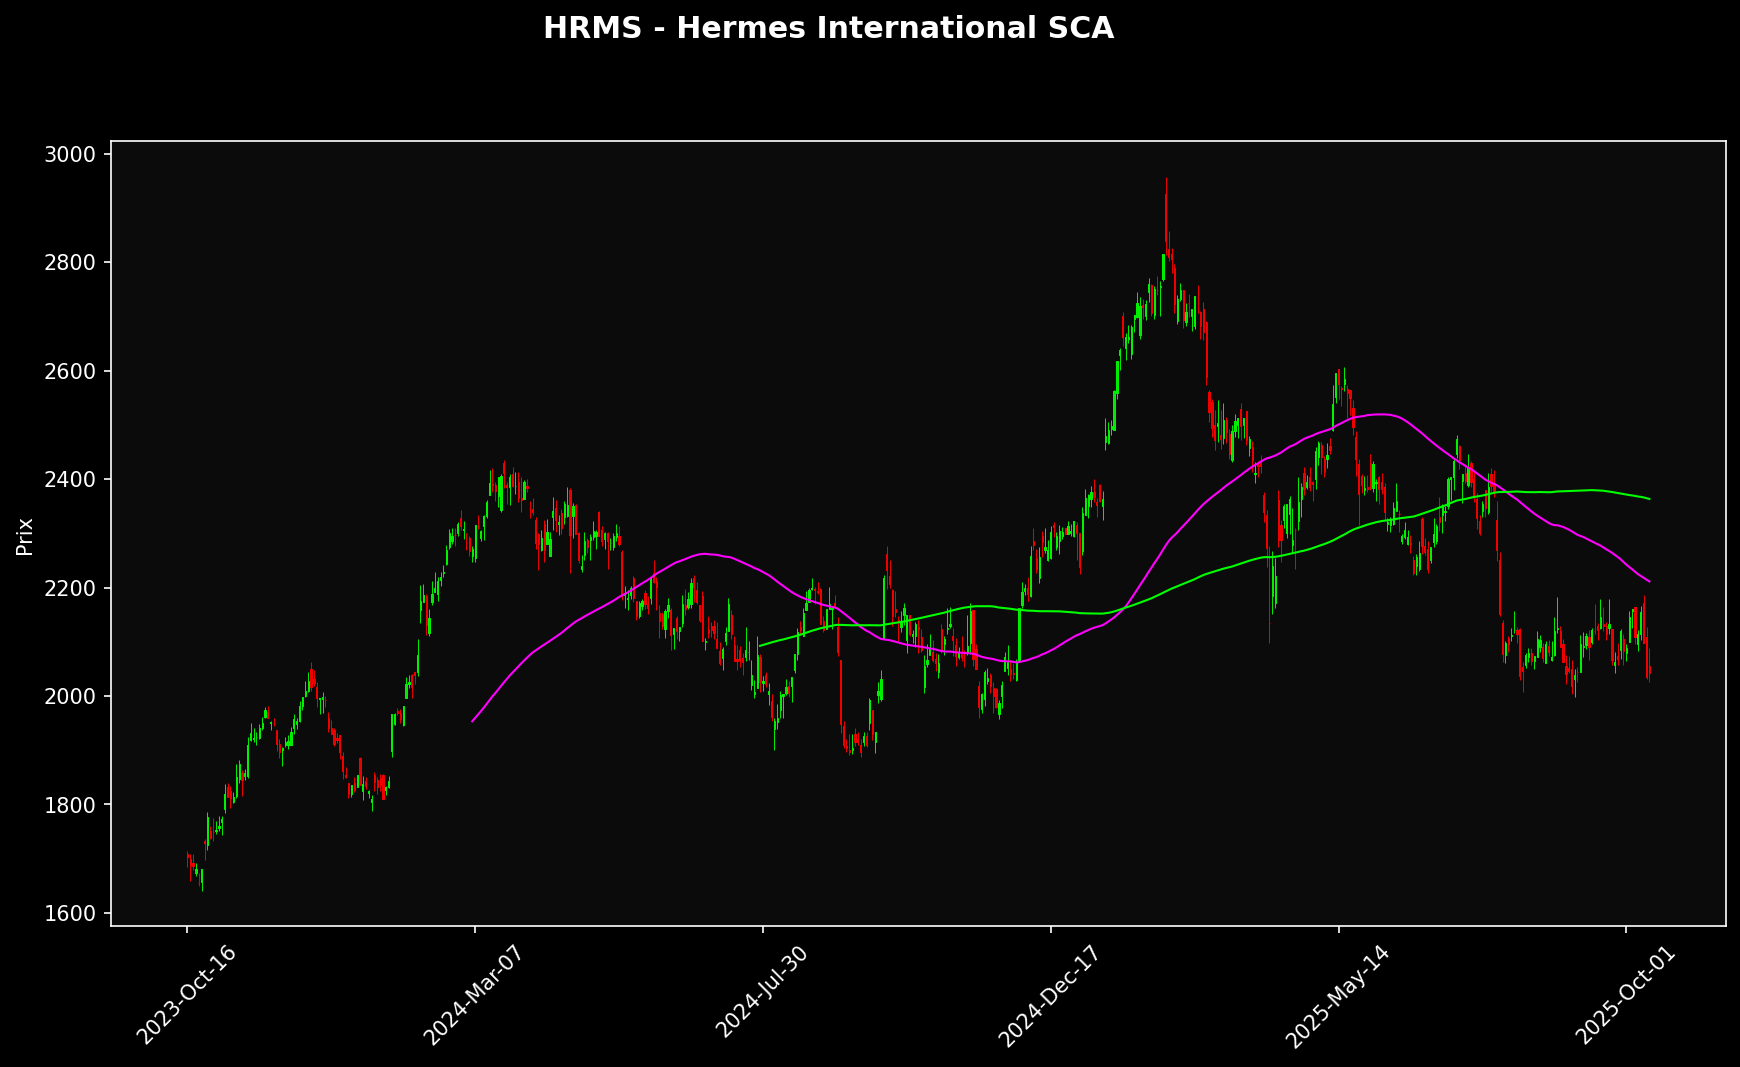 HRMS - Hermes International SCA
3000
2800
2600
2400
2200
2000
1800
1600
Prix
2023-Oct-16
2024-Mar-07
2024-Jul-30
2024-Dec-17
2025-May-14
2025-Oct-01